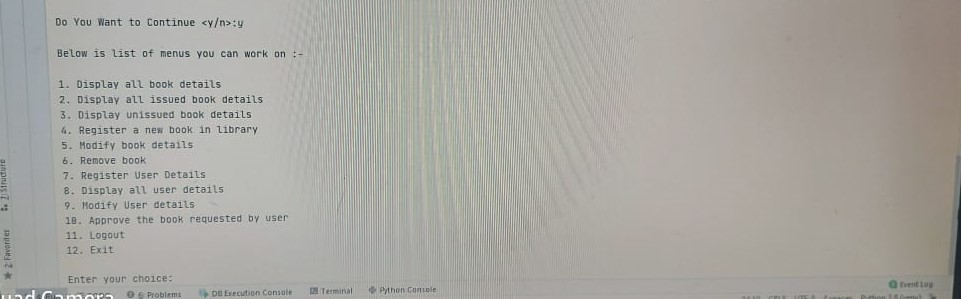 Do You Want to Continue <y/n>:y
Below is list of menus you can work on :-
1. Display all book details
2. Display all issued book details
3. Display unissued book details
4. Register a new book in library
5. Modify book details
6. Remove book
7. Register User Details
8. Display all user details
9. Modify User details
10. Approve the book requested by user
11. Logout
12. Exit
Enter your choice:
Z: Structure
2: Favorites
6: Problems
DB Execution Console
Terminal
Python Console
Event Log
uad Camera